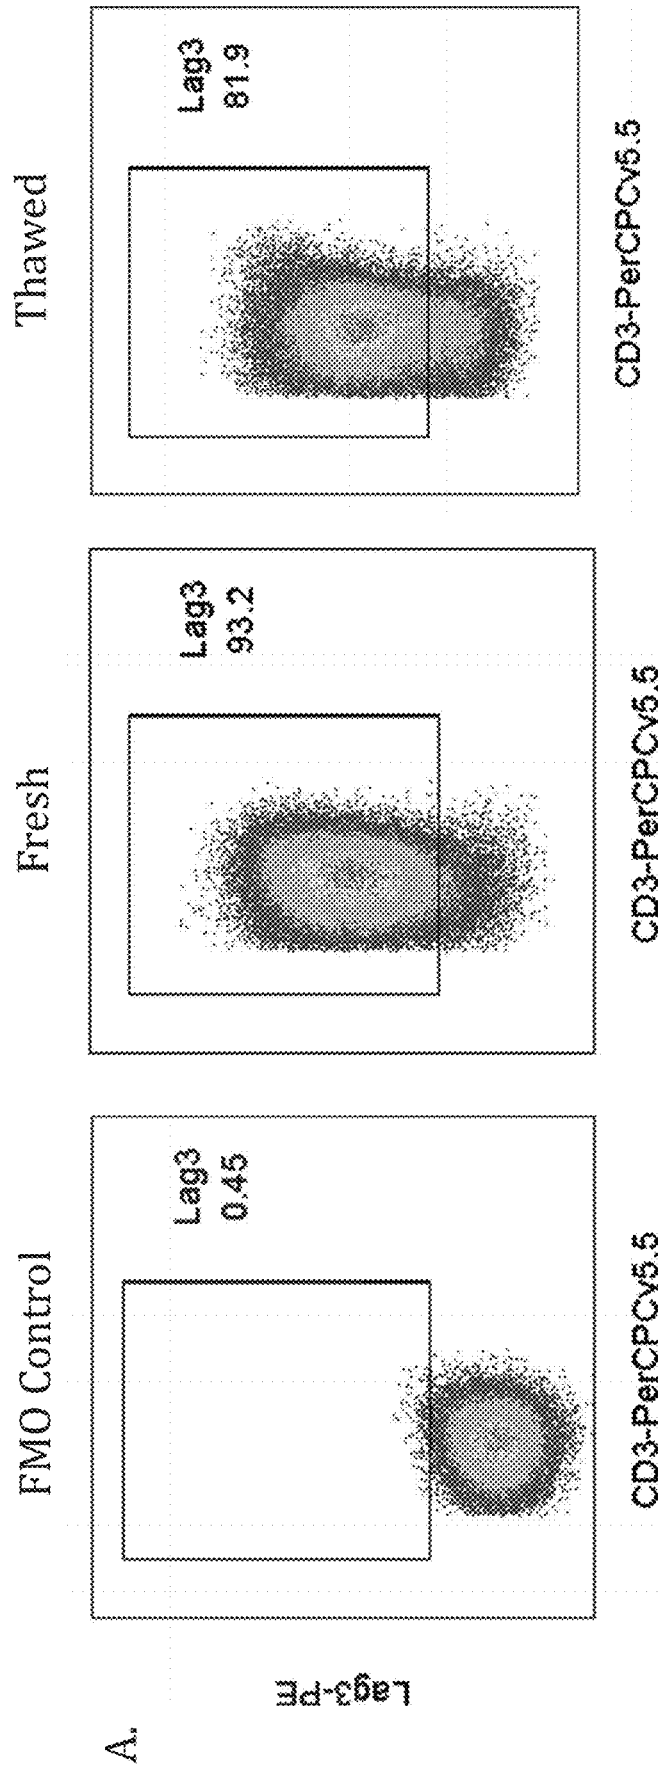 A.
FMO Control
Fresh
Thawed
Lag3-PE
Lag3
0.45
Lag3
93.2
Lag3
81.9
CD3-PerCPCv5.5
CD3-PerCPCv5.5
CD3-PerCPCv5.5